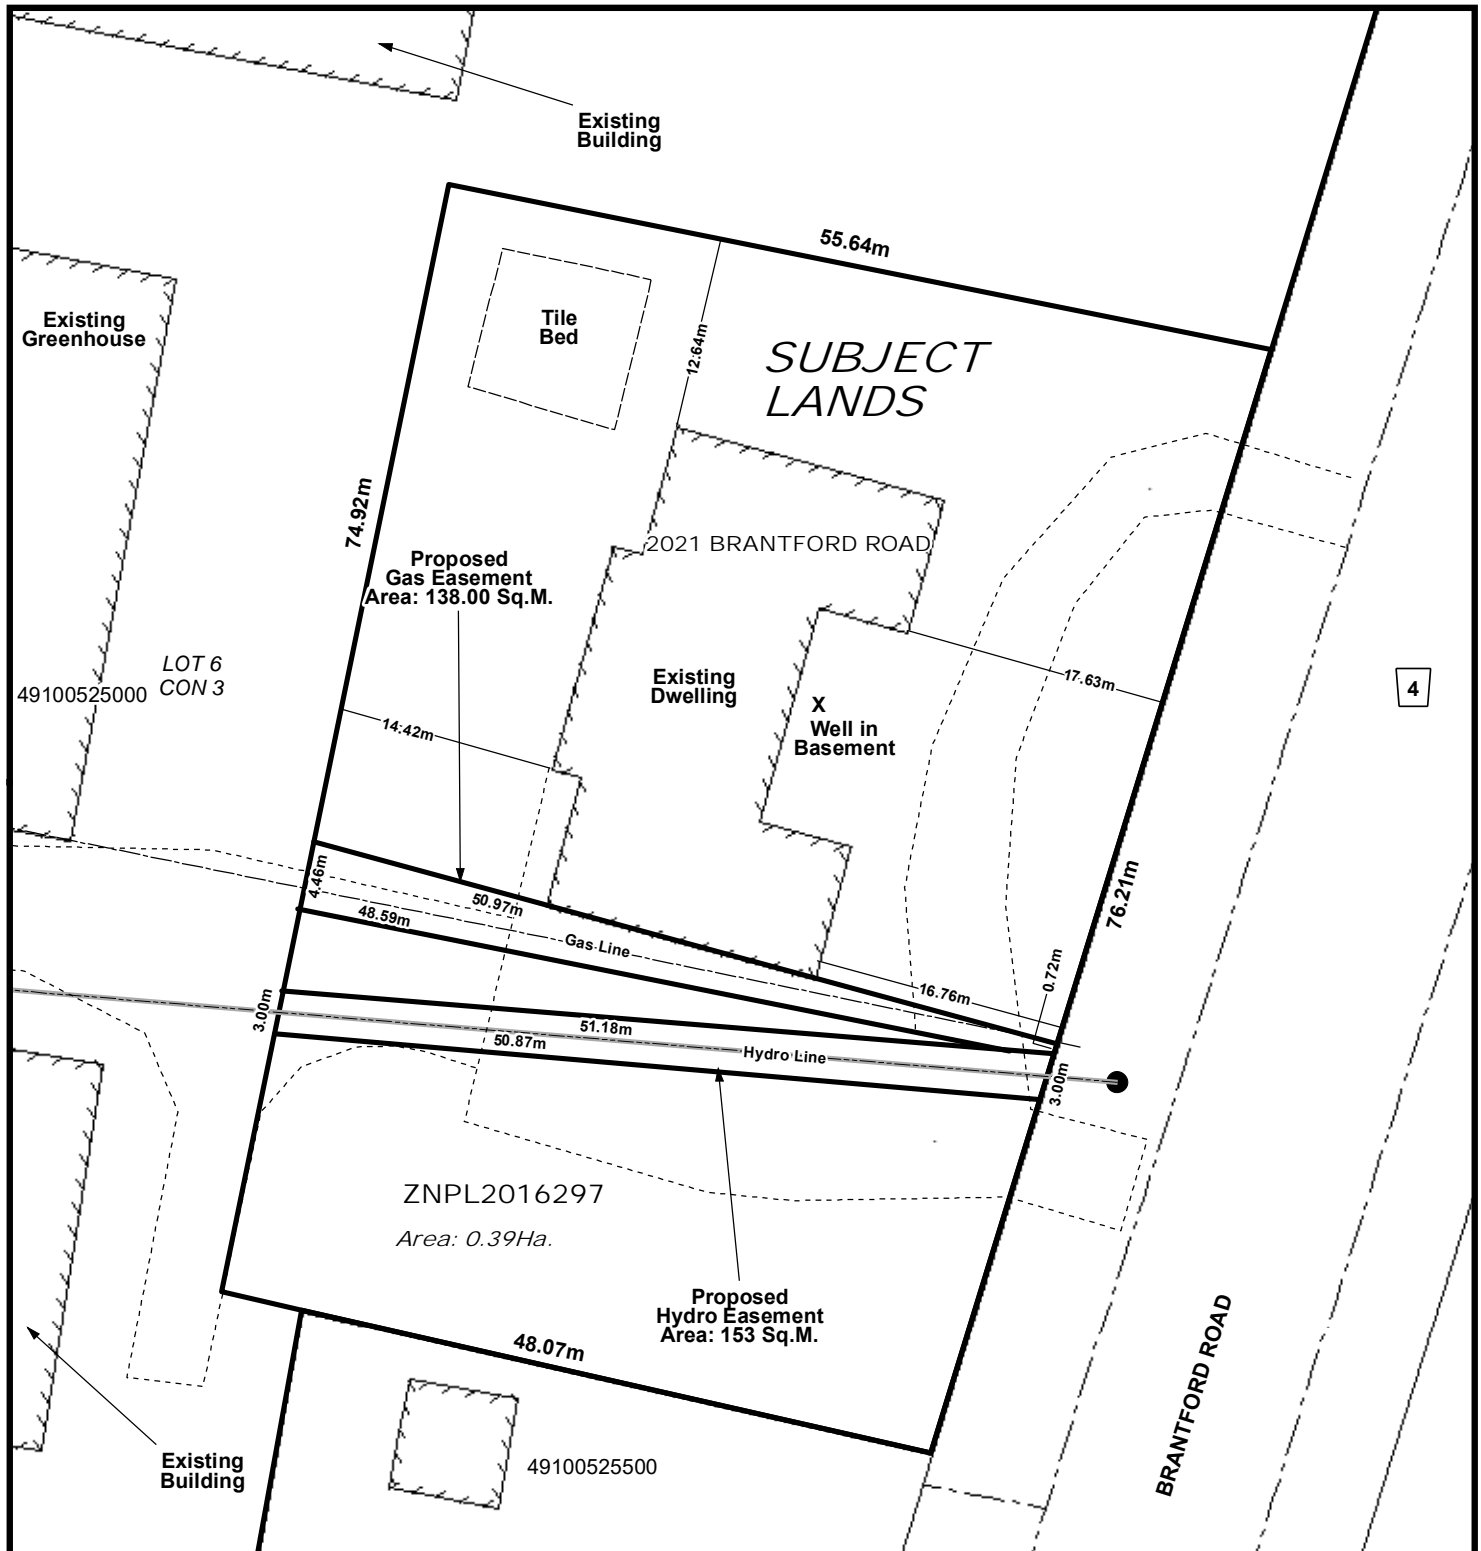 Existing
Building
55.64m
Existing
Greenhouse
Tile
Bed
12.64m
SUBJECT
LANDS
74.92m
2021 BRANTFORD ROAD
Proposed
Gas Easement
Area: 138.00 Sq.M.
LOT 6
CON 3
49100525000
Existing
Dwelling
17.63m
4
X
Well in
Basement
14.42m
4.46m
50.97m
48.59m
Gas Line
76.21m
0.72m
16.76m
3.00m
51.18m
50.87m
Hydro Line
3.00m
ZNPL2016297
Area: 0.39Ha.
Proposed
Hydro Easement
Area: 153 Sq.M.
48.07m
BRANTFORD ROAD
Existing
Building
49100525500